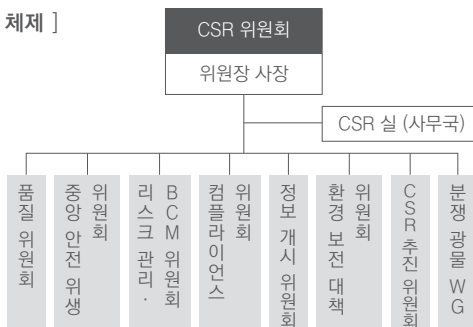 체제 ]
CSR 위원회
위원장 사장
CSR 실 (사무국)
품질 위원회
중앙 안전 위생
위원회
리스크 관리·
BCM 위원회
컴플라이언스
위원회
정보 개시 위원회
환경 보전 대책
위원회
CSR 추진 위원회
분쟁 광물 WG